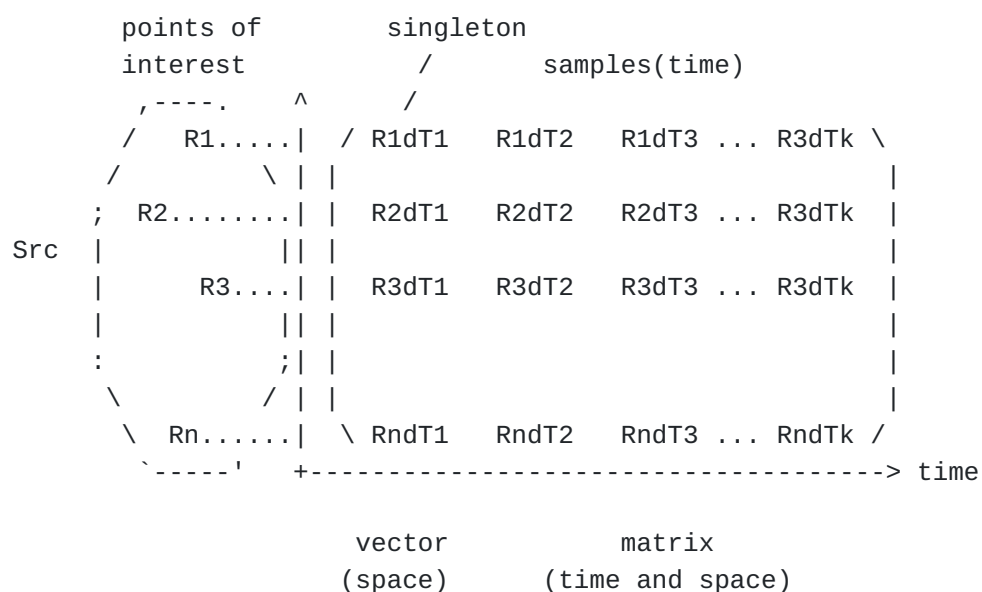 points of          singleton
interest             /       samples(time)
,----.    ^      /
/   R1.....|  / R1dT1   R1dT2   R1dT3 ... R3dTk \
/         \ | |                                   |
;  R2........| |  R2dT1   R2dT2   R2dT3 ... R3dTk  |
Src  |           || |                                   |
|      R3....| |  R3dT1   R3dT2   R3dT3 ... R3dTk  |
|           || |                                   |
:           ;| |                                   |
\         / | |                                   |
\  Rn......|  \ RndT1   RndT2   RndT3 ... RndTk /
`-----'   +-------------------------------------> time
vector           matrix
(space)      (time and space)